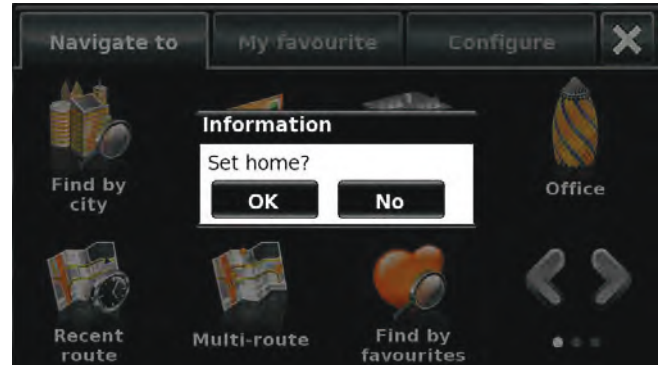 Navigate to
My favourite
Configure
Information
Set home?
OK
No
Find by
city
Office
Recent
route
Multi-route
Find by
favourites